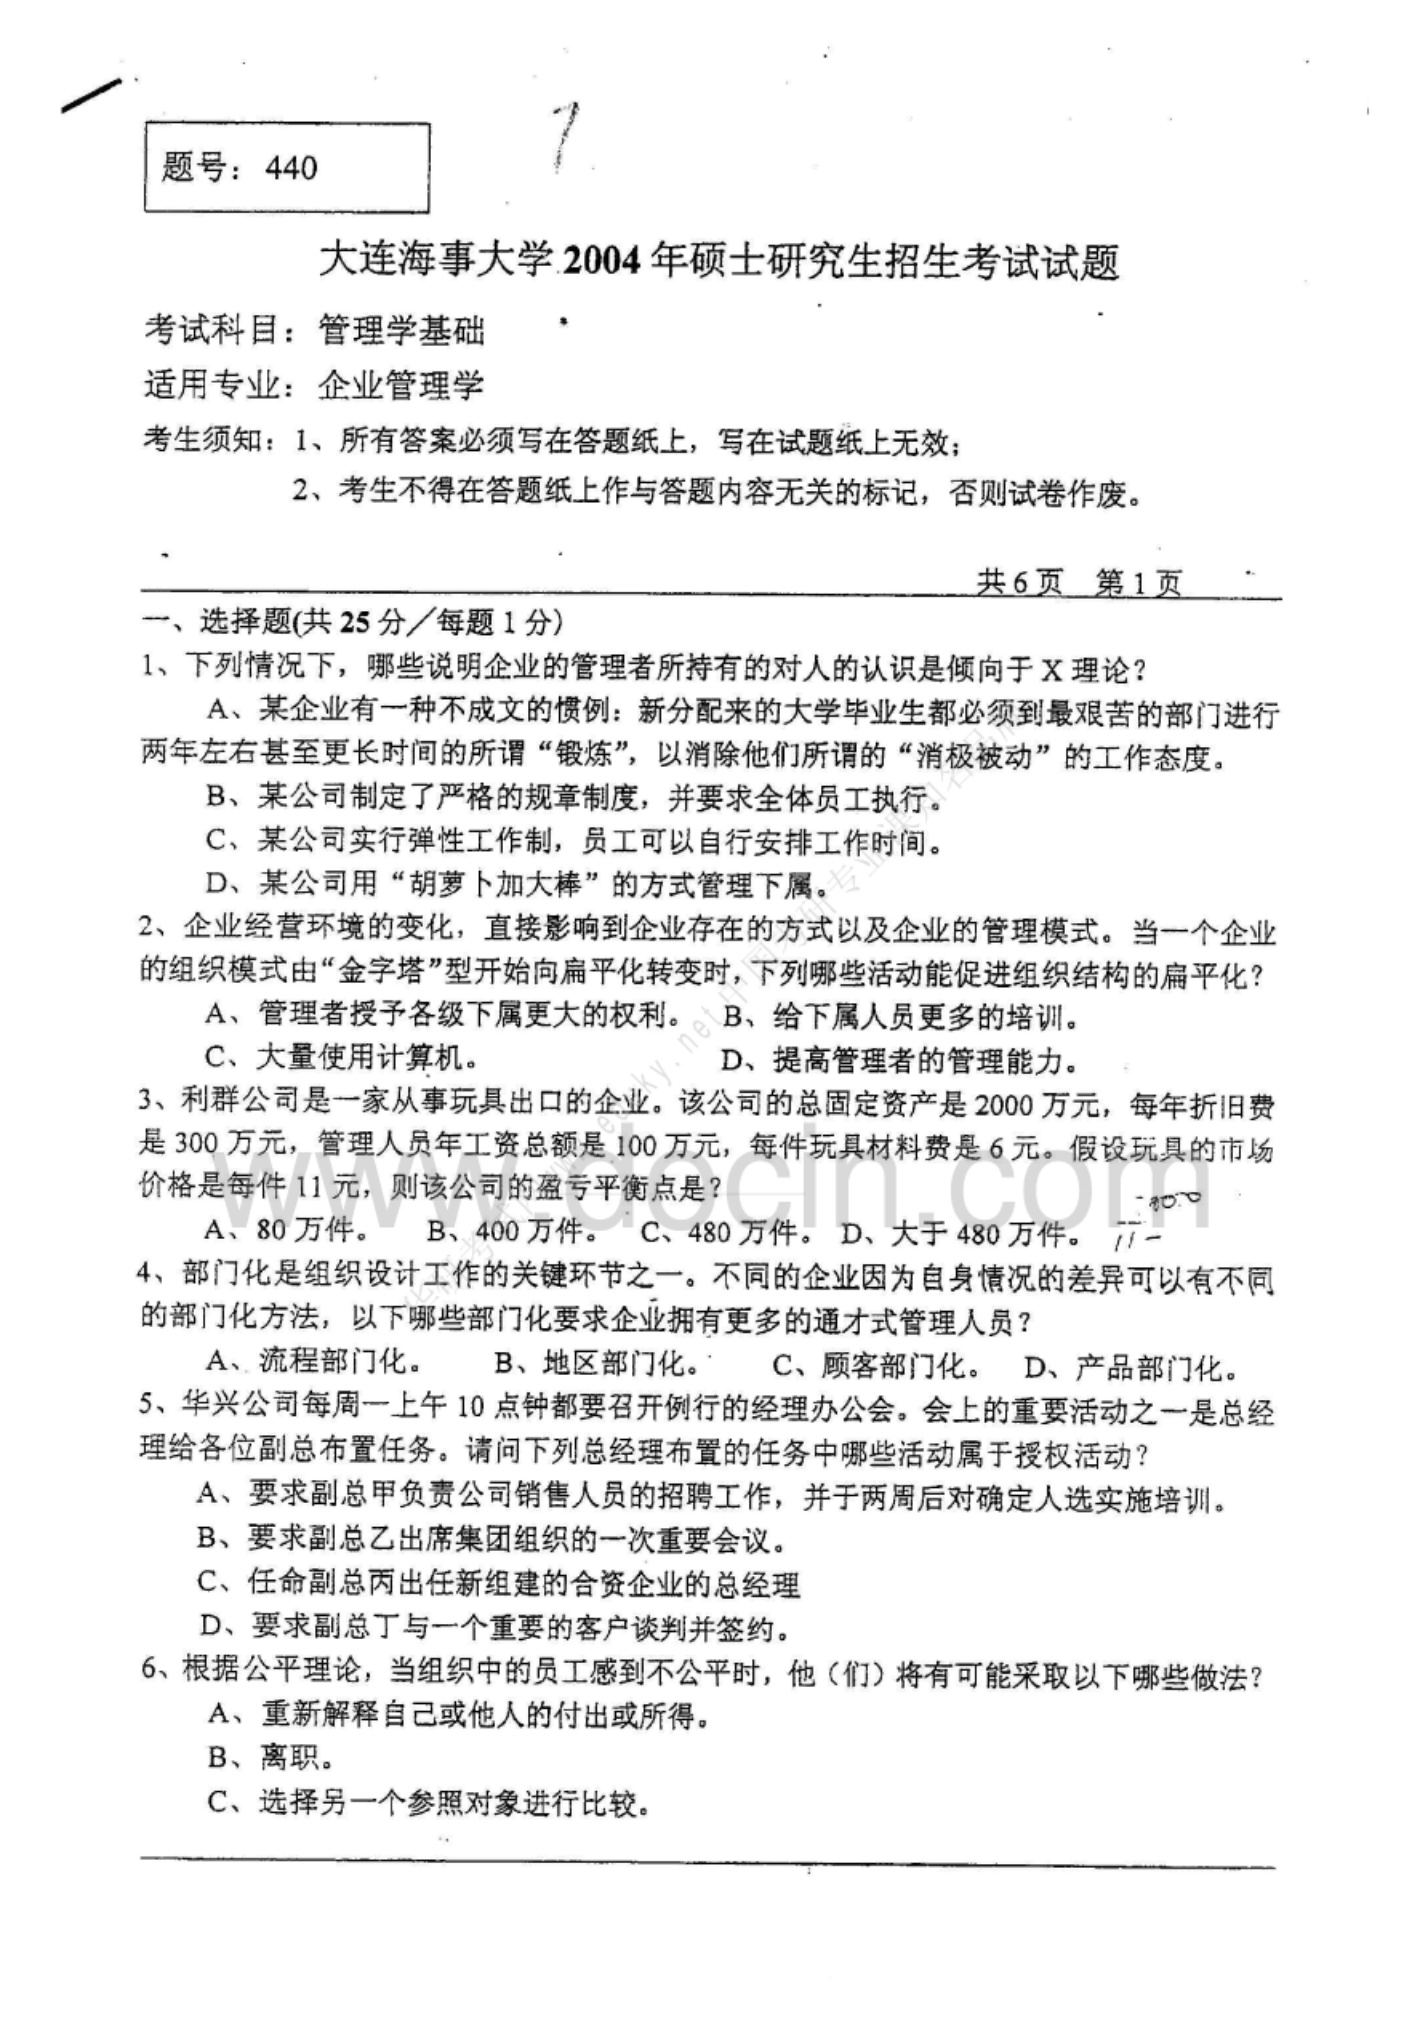 题号：440
大连海事大学 2004 年硕士研究生招生考试试题
考试科目：管理学基础
适用专业：企业管理学
考生须知：1、所有答案必须写在答题纸上，写在试题纸上无效；
2、考生不得在答题纸上作与答题内容无关的标记，否则试卷作废。
共 6 页 第 1 页
一、选择题(共 25 分／每题 1 分)
1、下列情况下，哪些说明企业的管理者所持有的对人的认识是倾向于 X 理论？
A、某企业有一种不成文的惯例：新分配来的大学毕业生都必须到最艰苦的部门进行
两年左右甚至更长时间的所谓“锻炼”，以消除他们所谓的“消极被动”的工作态度。
B、某公司制定了严格的规章制度，并要求全体员工执行。
C、某公司实行弹性工作制，员工可以自行安排工作时间。
D、某公司用“胡萝卜加大棒”的方式管理下属。
2、企业经营环境的变化，直接影响到企业存在的方式以及企业的管理模式。当一个企业
的组织模式由“金字塔”型开始向扁平化转变时，下列哪些活动能促进组织结构的扁平化？
A、管理者授予各级下属更大的权利。 B、给下属人员更多的培训。
C、大量使用计算机。 D、提高管理者的管理能力。
3、利群公司是一家从事玩具出口的企业。该公司的总固定资产是 2000 万元，每年折旧费
是 300 万元，管理人员年工资总额是 100 万元，每件玩具材料费是 6 元。假设玩具的市场
价格是每件 11 元，则该公司的盈亏平衡点是？
A、80 万件。 B、400 万件。 C、480 万件。 D、大于 480 万件。
4、部门化是组织设计工作的关键环节之一。不同的企业因为自身情况的差异可以有不同
的部门化方法，以下哪些部门化要求企业拥有更多的通才式管理人员？
A、流程部门化。 B、地区部门化。 C、顾客部门化。 D、产品部门化。
5、华兴公司每周一上午 10 点钟都要召开例行的经理办公会。会上的重要活动之一是总经
理给各位副总布置任务。请问下列总经理布置的任务中哪些活动属于授权活动？
A、要求副总甲负责公司销售人员的招聘工作，并于两周后对确定人选实施培训。
B、要求副总乙出席集团组织的一次重要会议。
C、任命副总丙出任新组建的合资企业的总经理
D、要求副总丁与一个重要的客户谈判并签约。
6、根据公平理论，当组织中的员工感到不公平时，他（们）将有可能采取以下哪些做法？
A、重新解释自己或他人的付出或所得。
B、离职。
C、选择另一个参照对象进行比较。
www.docin.com